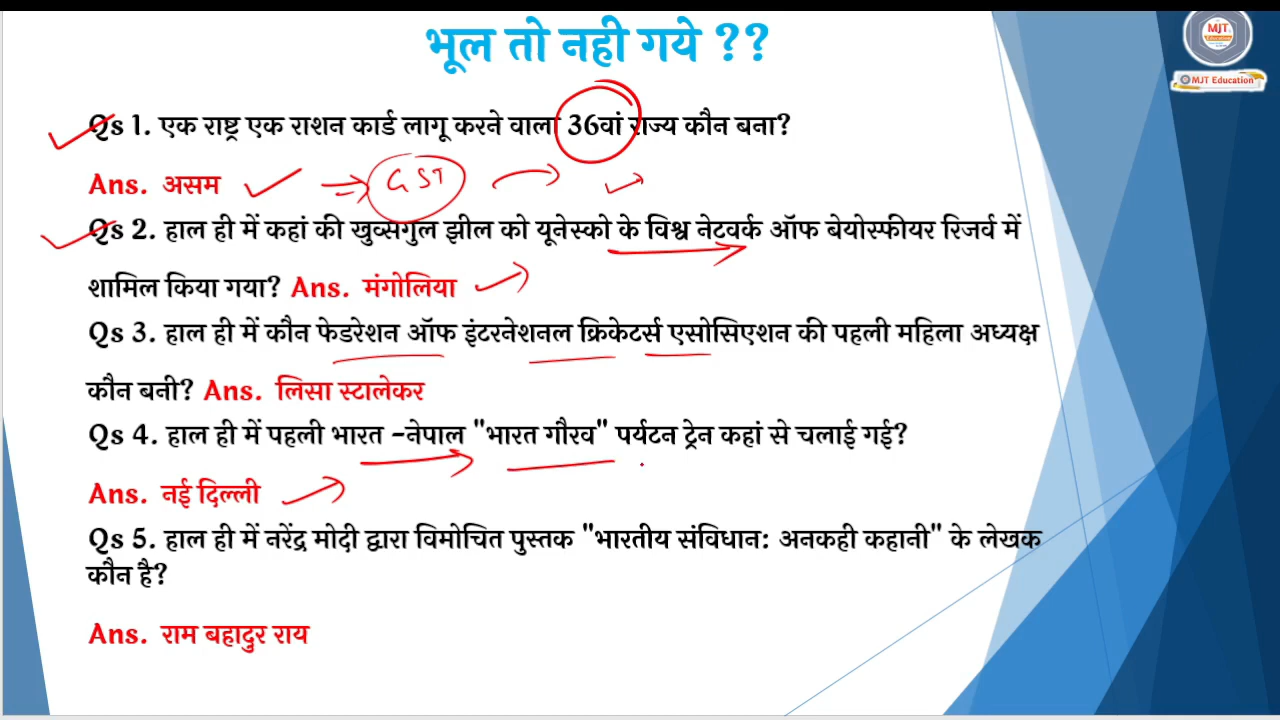 भूल तो नही गये ??
MJT
Education
MJT Education
Qs 1. एक राष्ट्र एक राशन कार्ड लागू करने वाला 36वां राज्य कौन बना?
Ans. असम GST
Qs 2. हाल ही में कहां की खुव्सगुल झील को यूनेस्को के विश्व नेटवर्क ऑफ बेयोस्फीयर रिजर्व में
शामिल किया गया? Ans. मंगोलिया
Qs 3. हाल ही में कौन फेडरेशन ऑफ इंटरनेशनल क्रिकेटर्स एसोसिएशन की पहली महिला अध्यक्ष
कौन बनी? Ans. लिसा स्टालेकर
Qs 4. हाल ही में पहली भारत -नेपाल "भारत गौरव" पर्यटन ट्रेन कहां से चलाई गई?
Ans. नई दिल्ली
Qs 5. हाल ही में नरेंद्र मोदी द्वारा विमोचित पुस्तक "भारतीय संविधान: अनकही कहानी" के लेखक
कौन है?
Ans. राम बहादुर राय